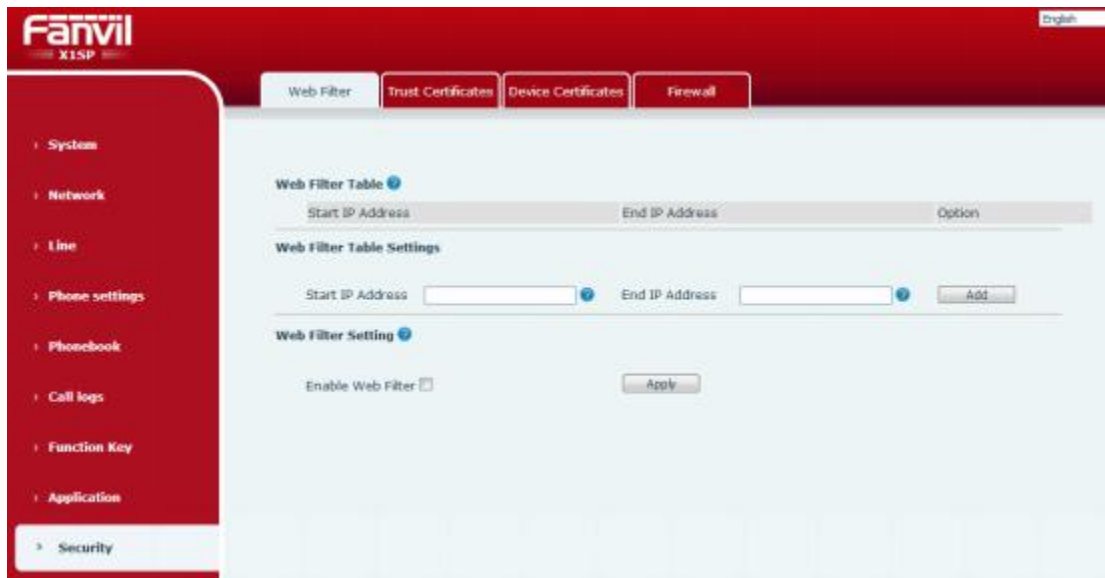 Fanvil
X1SP
English
Web Filter
Trust Certificates
Device Certificates
Firewall
System
Network
Line
Phone settings
Phonebook
Call logs
Function Key
Application
Security
Web Filter Table
Start IP Address End IP Address Option
Web Filter Table Settings
Start IP Address End IP Address Add
Web Filter Setting
Enable Web Filter Apply